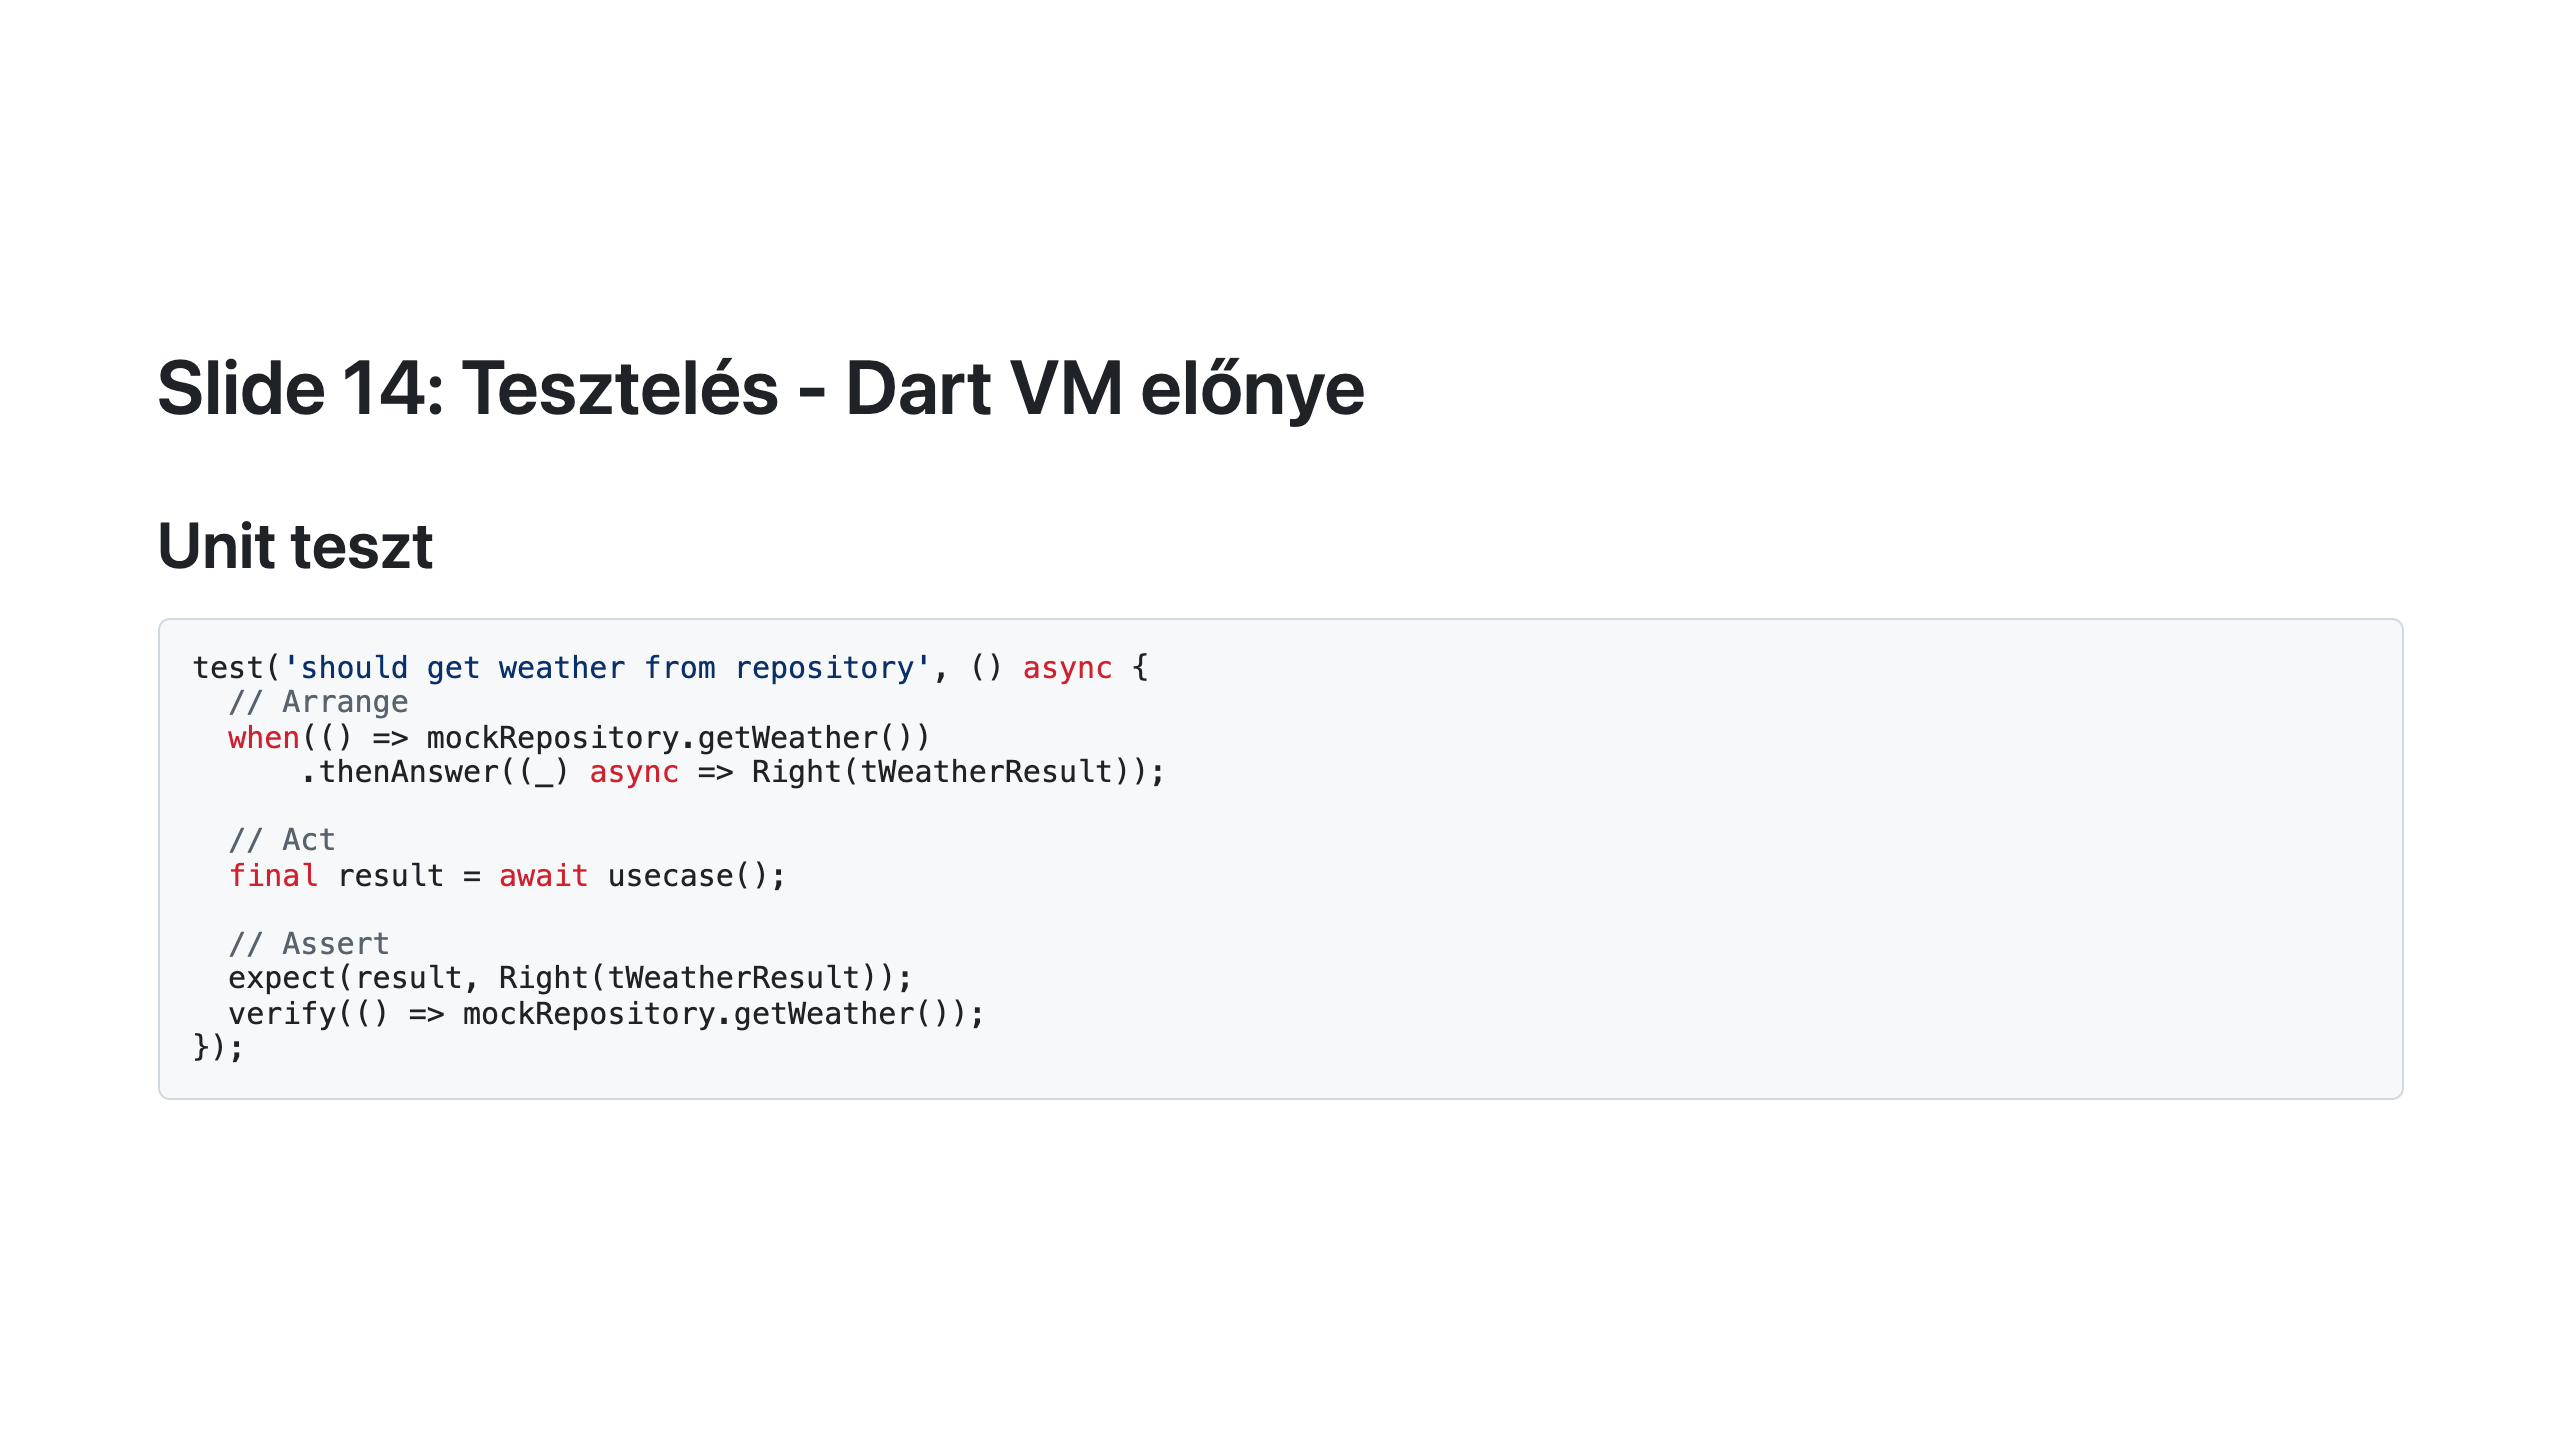 Slide 14: Tesztelés - Dart VM előnye
Unit teszt
test('should get weather from repository', () async {
  // Arrange
  when(() => mockRepository.getWeather())
      .thenAnswer((_) async => Right(tWeatherResult));

  // Act
  final result = await usecase();

  // Assert
  expect(result, Right(tWeatherResult));
  verify(() => mockRepository.getWeather());
});